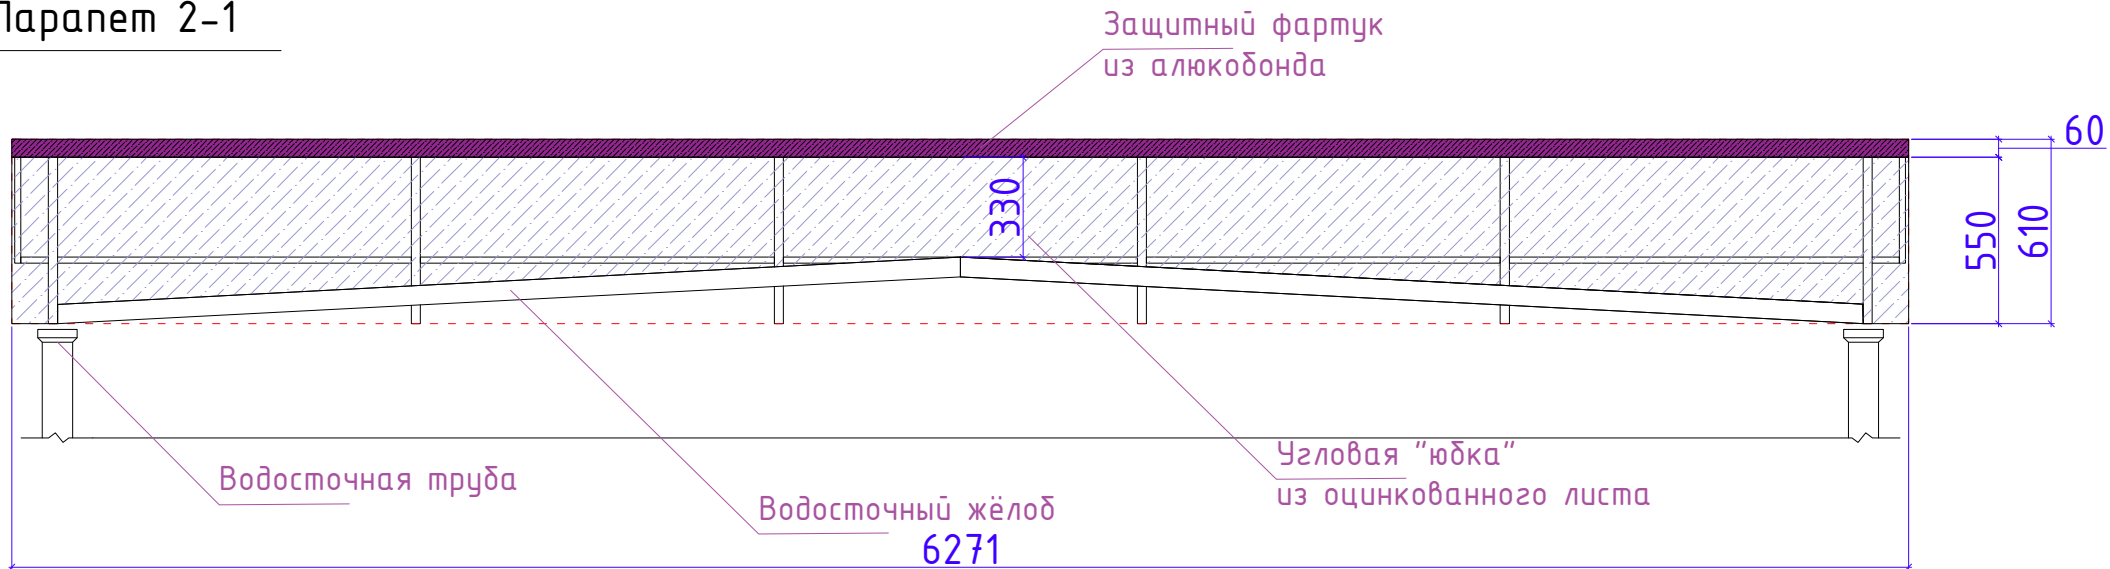 Парапет 2-1
Защитный фартук
из алюкобонда
60
330
550
610
Водосточная труба
Водосточный жёлоб
Угловая "юбка"
из оцинкованного листа
6271